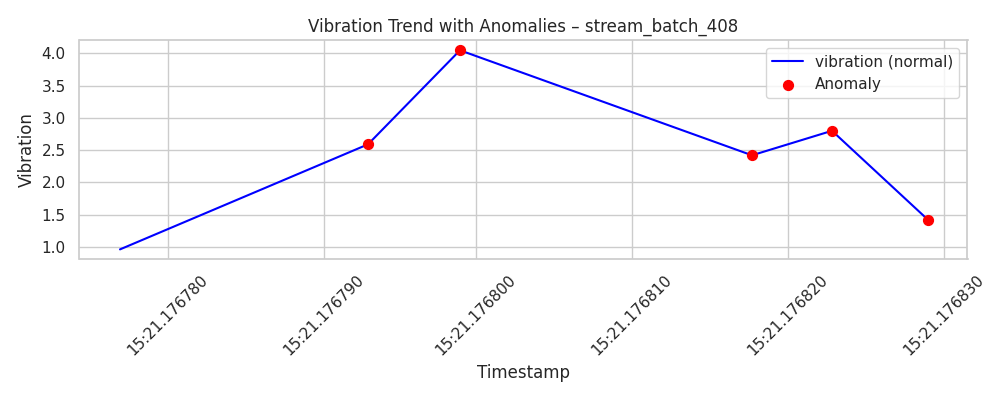 Vibration Trend with Anomalies – stream_batch_408
vibration (normal)
Anomaly
Vibration
4.0
3.5
3.0
2.5
2.0
1.5
1.0
15:21.176780
15:21.176790
15:21.176800
15:21.176810
15:21.176820
15:21.176830
Timestamp